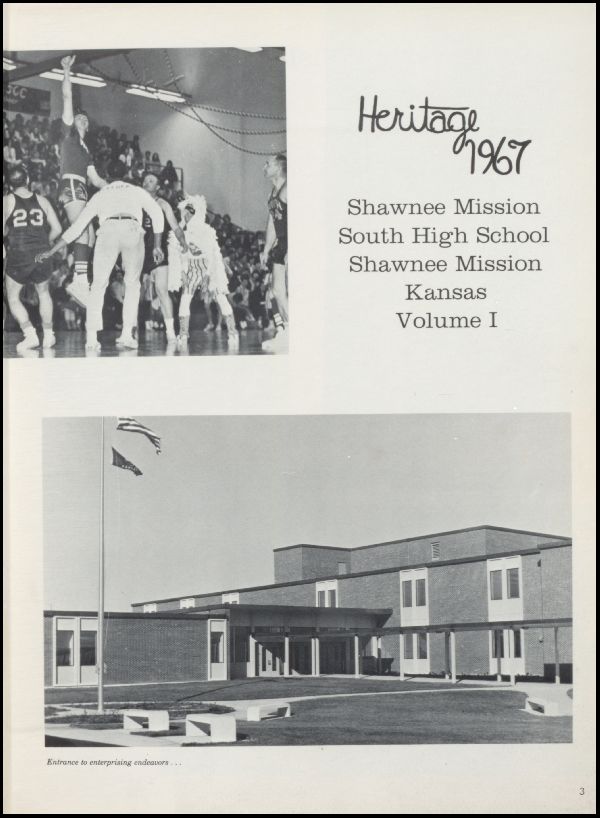 Heritage
1967
Shawnee Mission
South High School
Shawnee Mission
Kansas
Volume I
23
Entrance to enterprising endeavors . . .
3